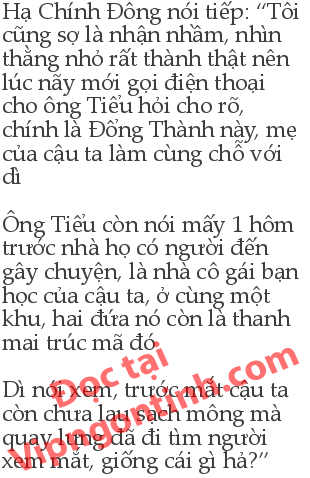 Hạ Chính Đông nói tiếp: “Tôi
cũng sợ là nhận nhầm, nhìn
thằng nhỏ rất thành thật nên
lúc nãy mới gọi điện thoại
cho ông Tiểu hỏi cho rõ,
chính là Đổng Thành này, mẹ
của cậu ta làm cùng chỗ với
dì
Ông Tiểu còn nói mấy 1 hôm
trước nhà họ có người đến
gây chuyện, là nhà cô gái bạn
học của cậu ta, ở cùng một
khu, hai đứa nó còn là thanh
mai trúc mã đó.
Dì nói xem, trước mắt cậu ta
còn chưa lau sạch mông mà
quay lưng đã đi tìm người
xem mắt, giống cái gì hả?”
Đọc tại
Vipngontinh.com